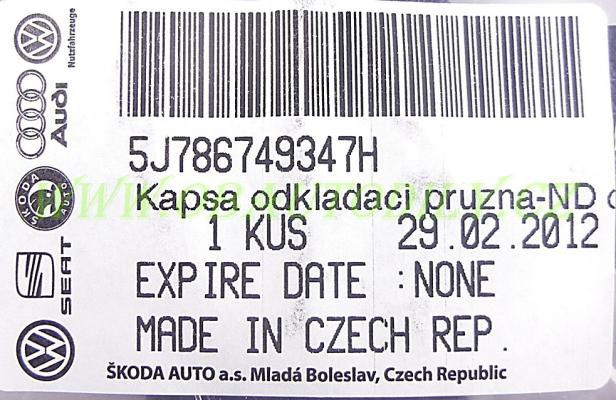 5J786749347H
Kapsa odkladaci pruzna-ND
1 KUS 29.02.2012
EXPIRE DATE :NONE
MADE IN CZECH REP.
ŠKODA AUTO a.s. Mladá Boleslav, Czech Republic
Nutzfahrzeuge
Audi
ŠKODA
AUTO
SEAT